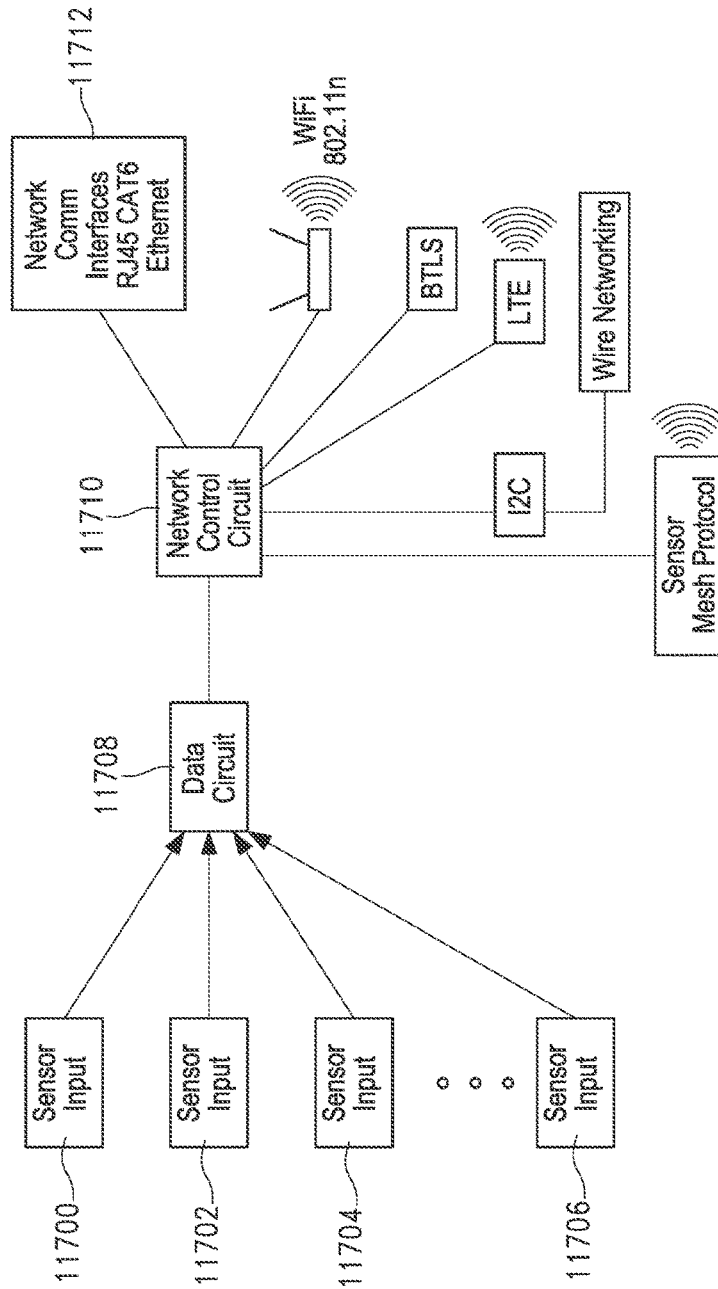 11700
Sensor
Input
11702
Sensor
Input
11704
Sensor
Input
11706
Sensor
Input
11708
Data
Circuit
11710
Network
Control
Circuit
11712
Network
Comm
Interfaces
RJ45 CAT6
Ethernet
WiFi
802.11n
BTLS
LTE
I2C
Wire Networking
Sensor
Mesh Protocol